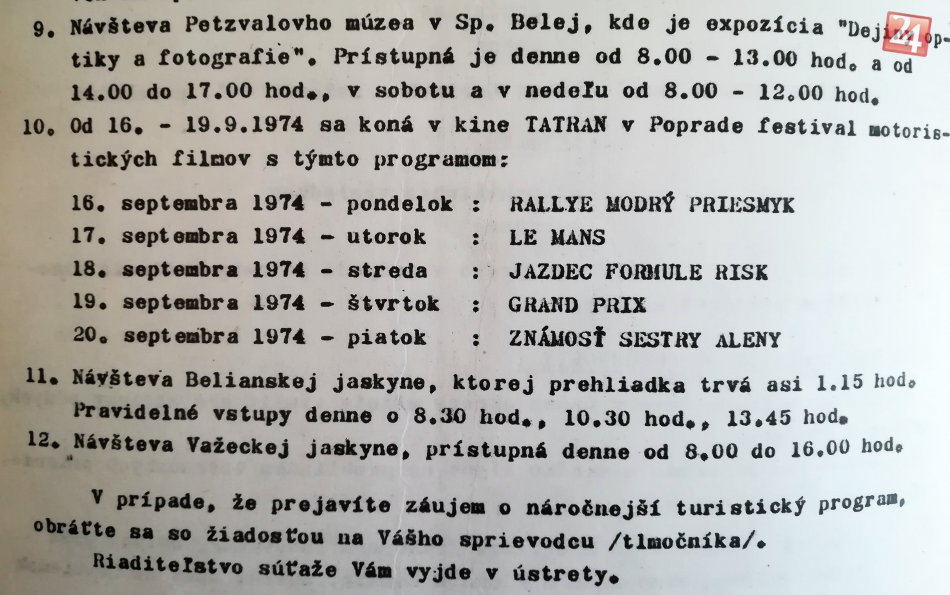 9. Návšteva Petzvalovho múzea v Sp. Belej, kde je expozícia "Dejiny op-
tiky a fotografie". Prístupná je denne od 8.00 - 13.00 hod. a od
14.00 do 17.00 hod., v sobotu a v nedeľu od 8.00 - 12.00 hod.
10. Od 16. - 19.9.1974 sa koná v kine TATRAN v Poprade festival motoris-
tických filmov s týmto programom:
16. septembra 1974 - pondelok : RALLYE MODRÝ PRIESMYK
17. septembra 1974 - utorok : LE MANS
18. septembra 1974 - streda : JAZDEC FORMULE RISK
19. septembra 1974 - štvrtok : GRAND PRIX
20. septembra 1974 - piatok : ZNÁMOSŤ SESTRY ALENY
11. Návšteva Belianskej jaskyne, ktorej prehliadka trvá asi 1.15 hod.
Pravidelné vstupy denne o 8.30 hod., 10.30 hod., 13.45 hod.
12. Návšteva Važeckej jaskyne, prístupná denne od 8.00 do 16.00 hod.
V prípade, že prejavíte záujem o náročnejší turistický program,
obráťte sa so žiadosťou na Vášho sprievodcu /tlmočníka/.
Riaditeľstvo súťaže Vám vyjde v ústrety.
24